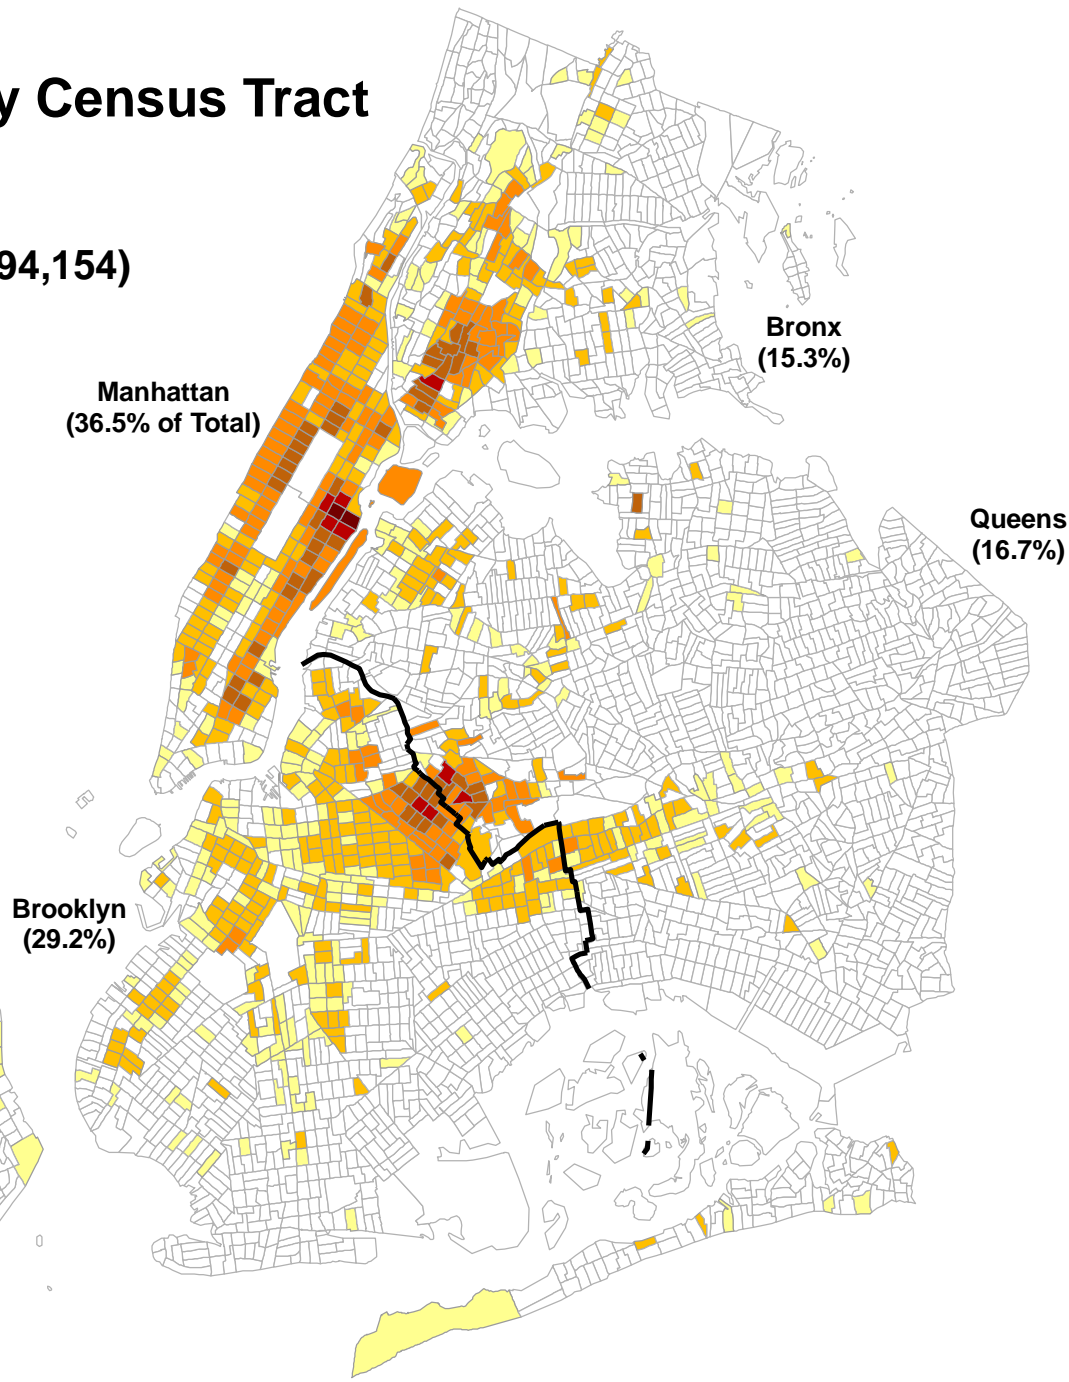 y Census Tract
94,154)
Bronx
(15.3%)
Manhattan
(36.5% of Total)
Queens
(16.7%)
Brooklyn
(29.2%)